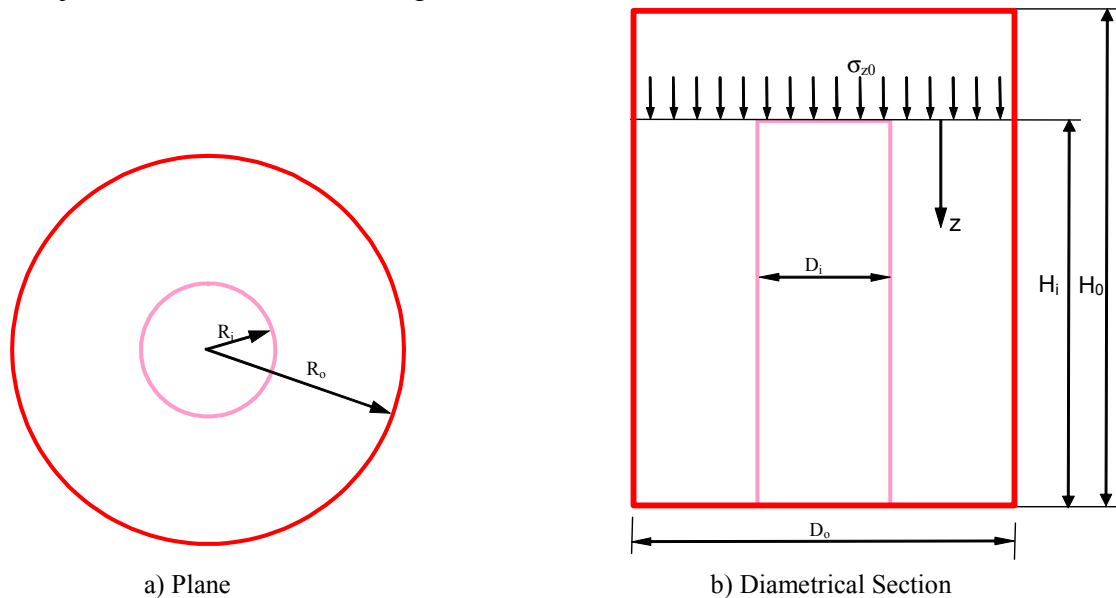 σz0
z
Di
Hi
H0
Ri
Ro
Do
a) Plane
b) Diametrical Section